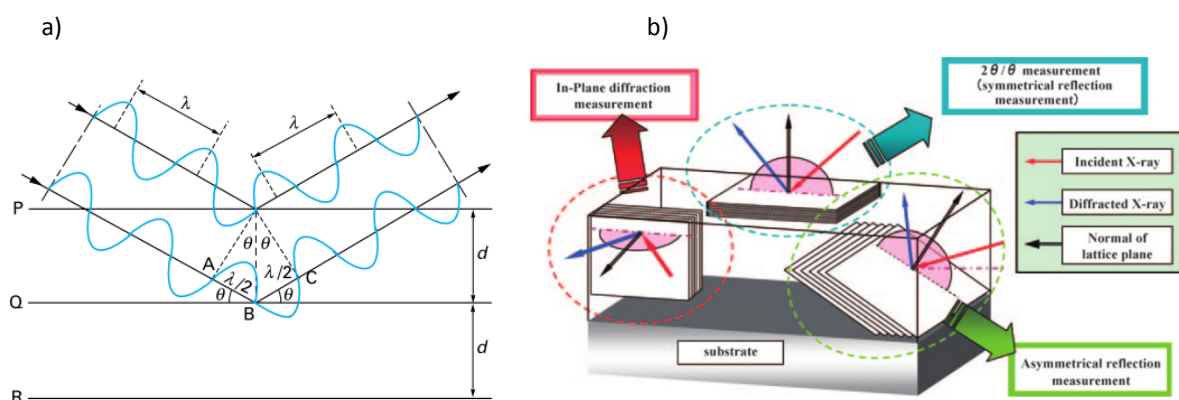 a)
λ
λ
P
θ
θ
d
A
λ/2
λ/2
C
θ
θ
Q
B
d
R
b)
In-Plane diffraction
measurement
2θ/θ measurement
(symmetrical reflection
measurement)
Incident X-ray
Diffracted X-ray
Normal of
lattice plane
substrate
Asymmetrical reflection
measurement